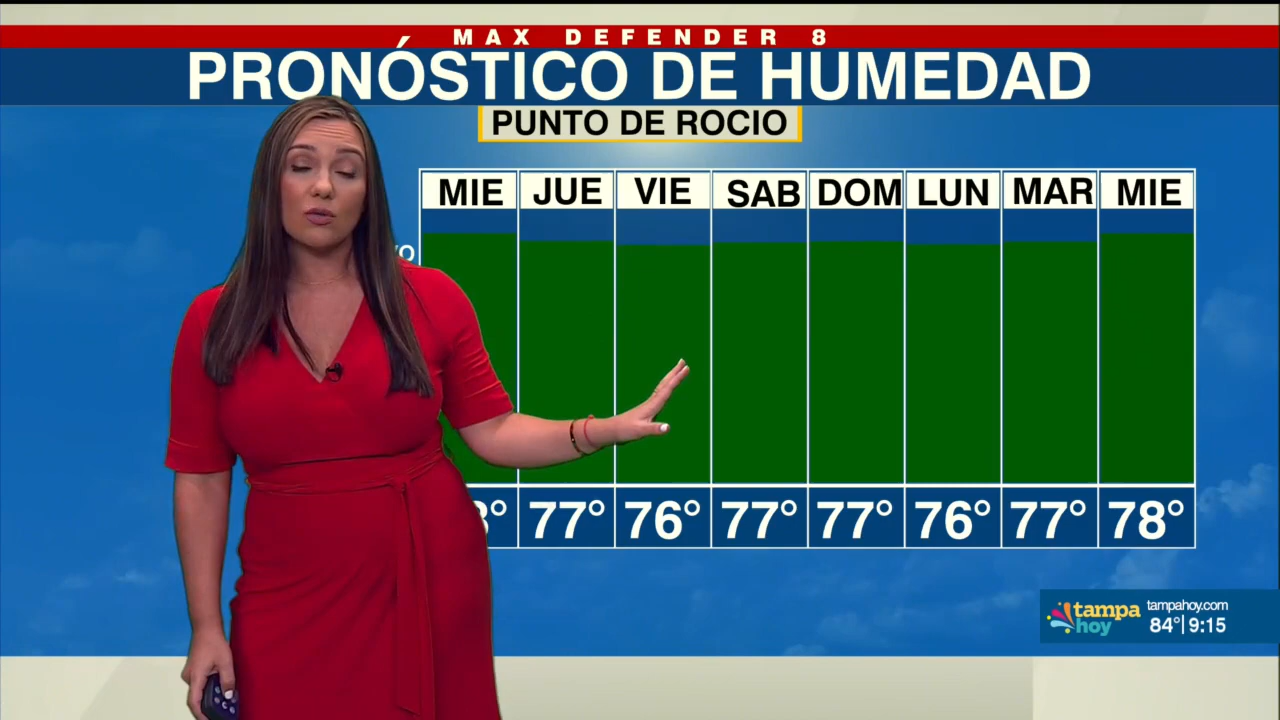 MAX DEFENDER 8
PRONÓSTICO DE HUMEDAD
PUNTO DE ROCIO
MIE JUE VIE SAB DOM LUN MAR MIE
77° 76° 77° 77° 76° 77° 78°
tampa hoy
tampahoy.com
84° 9:15